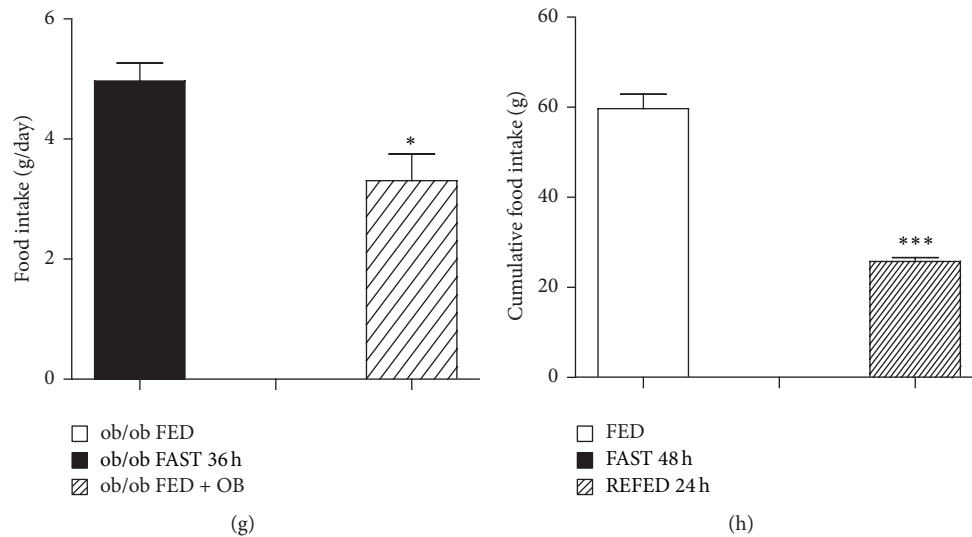 6
4
2
0
Food intake (g/day)
*
ob/ob FED
ob/ob FAST 36 h
ob/ob FED + OB
(g)
60
60
40
20
0
Cumulative food intake (g)
***
FED
FAST 48 h
REFED 24 h
(h)